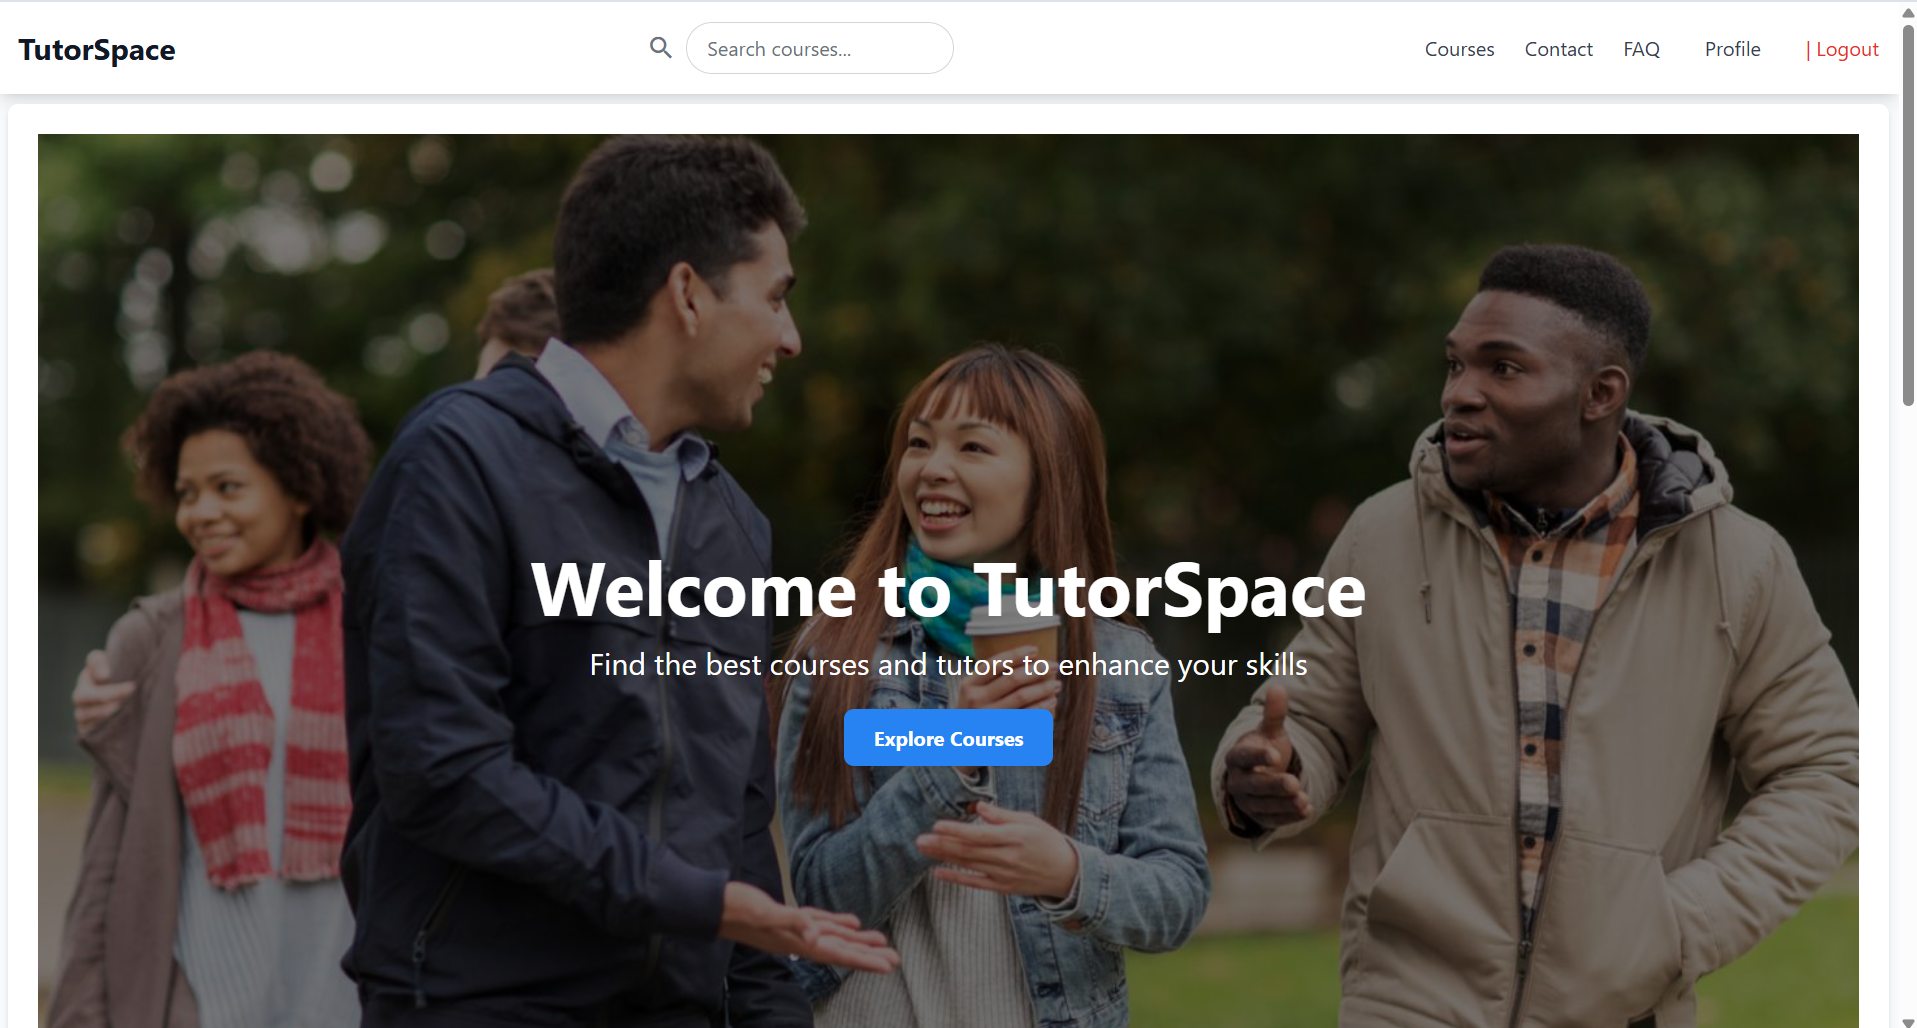 TutorSpace
Search courses...
Courses
Contact
FAQ
Profile
| Logout
Welcome to TutorSpace
Find the best courses and tutors to enhance your skills
Explore Courses